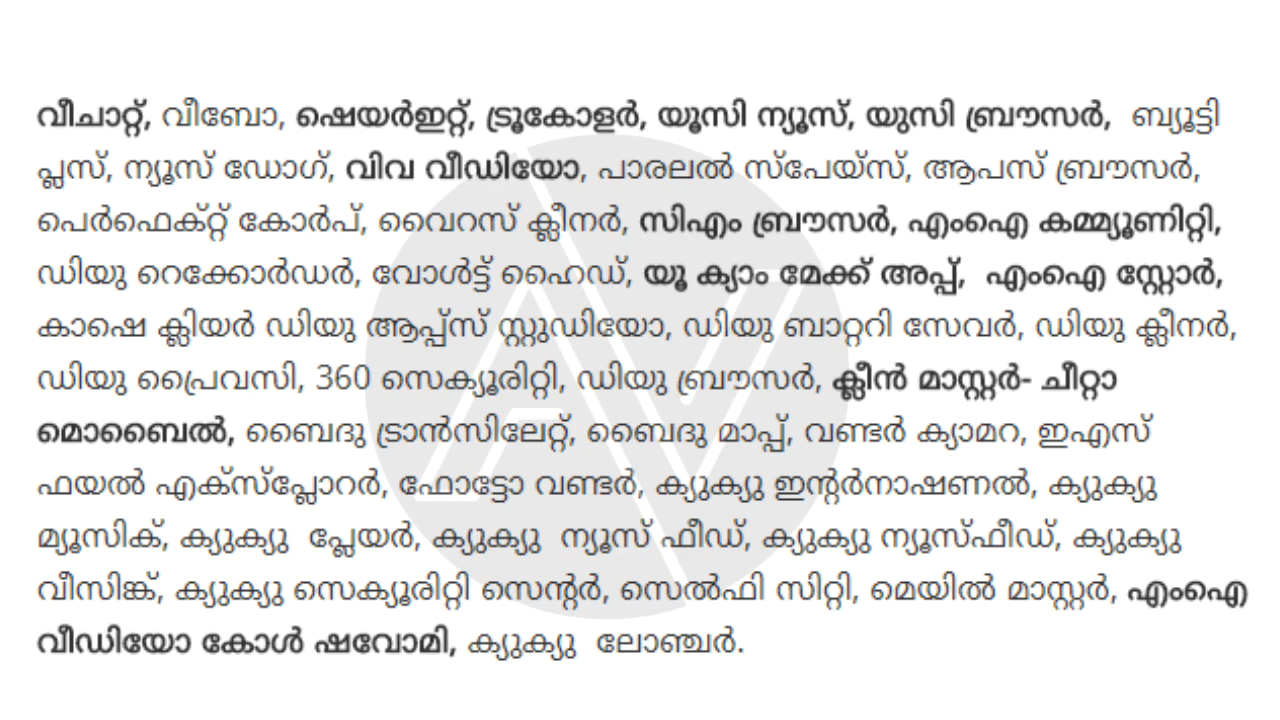 വീചാറ്റ്, വീബോ, ഷെയർഇറ്റ്, ട്രൂകോളർ, യൂസി ന്യൂസ്, യുസി ബ്രൗസർ, ബ്യൂട്ടി
പ്ലസ്, ന്യൂസ് ഡോഗ്, വിവ വീഡിയോ, പാരലൽ സ്പേയ്സ്, ആപസ് ബ്രൗസർ,
പെർഫെക്റ്റ് കോർപ്, വൈറസ് ക്ലീനർ, സിഎം ബ്രൗസർ, എംഐ കമ്മ്യൂണിറ്റി,
ഡിയു റെക്കോർഡർ, വോൾട്ട് ഹൈഡ്, യൂ ക്യാം മേക്ക് അപ്പ്, എംഐ സ്റ്റോർ,
കാഷെ ക്ലിയർ ഡിയു ആപ്പ്സ് സ്റ്റുഡിയോ, ഡിയു ബാറ്ററി സേവർ, ഡിയു ക്ലീനർ,
ഡിയു പ്രൈവസി, 360 സെക്യൂരിറ്റി, ഡിയു ബ്രൗസർ, ക്ലീൻ മാസ്റ്റർ- ചീറ്റാ
മൊബൈൽ, ബൈദു ട്രാൻസിലേറ്റ്, ബൈദു മാപ്പ്, വണ്ടർ ക്യാമറ, ഇഎസ്
ഫയൽ എക്സ്പ്ലോറർ, ഫോട്ടോ വണ്ടർ, ക്യുക്യു ഇന്റർനാഷണൽ, ക്യുക്യു
മ്യൂസിക്, ക്യുക്യു പ്ലേയർ, ക്യുക്യു ന്യൂസ് ഫീഡ്, ക്യുക്യു ന്യൂസ്ഫീഡ്, ക്യുക്യു
വീസിങ്ക്, ക്യുക്യു സെക്യൂരിറ്റി സെന്റർ, സെൽഫി സിറ്റി, മെയിൽ മാസ്റ്റർ, എംഐ
വീഡിയോ കോൾ ഷവോമി, ക്യുക്യു ലോഞ്ചർ.